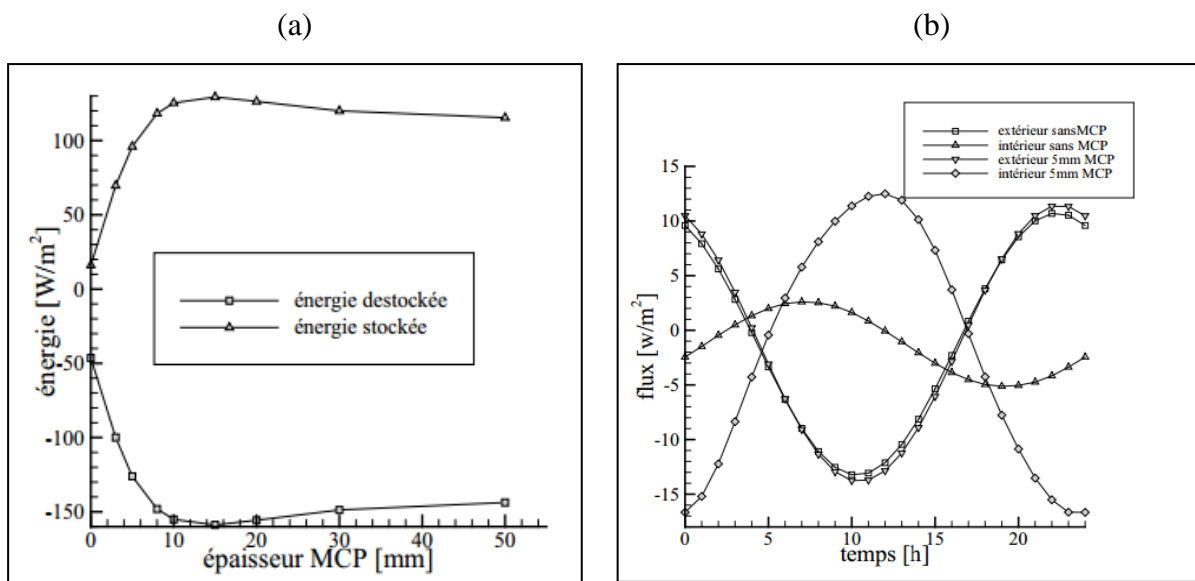 (a)
(b)
énergie [W/m²]
100
50
0
-50
-100
-150
énergie destockée
énergie stockée
0 10 20 30 40 50
épaisseur MCP [mm]
extérieur sansMCP
intérieur sans MCP
extérieur 5mm MCP
intérieur 5mm MCP
flux [w/m²]
15
10
5
0
-5
-10
-15
0 5 10 15 20
temps [h]